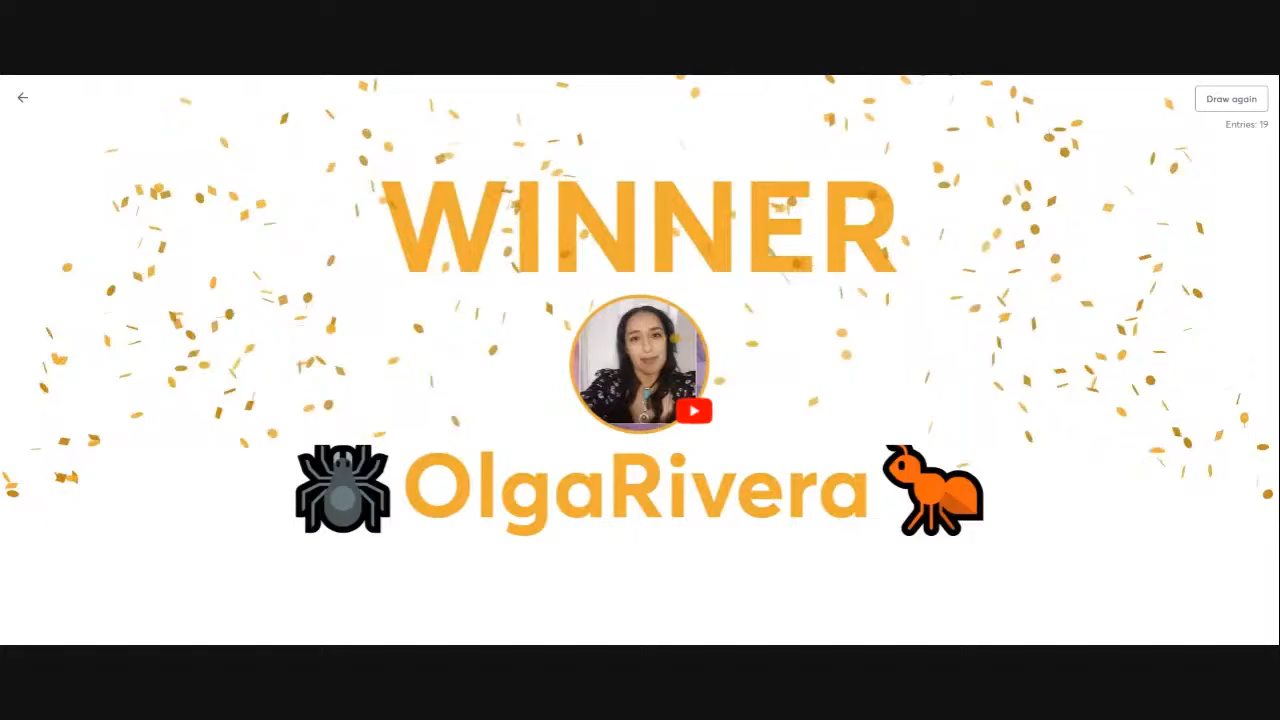 Draw again
Entries: 19
WINNER
🕷 OlgaRivera 🐜